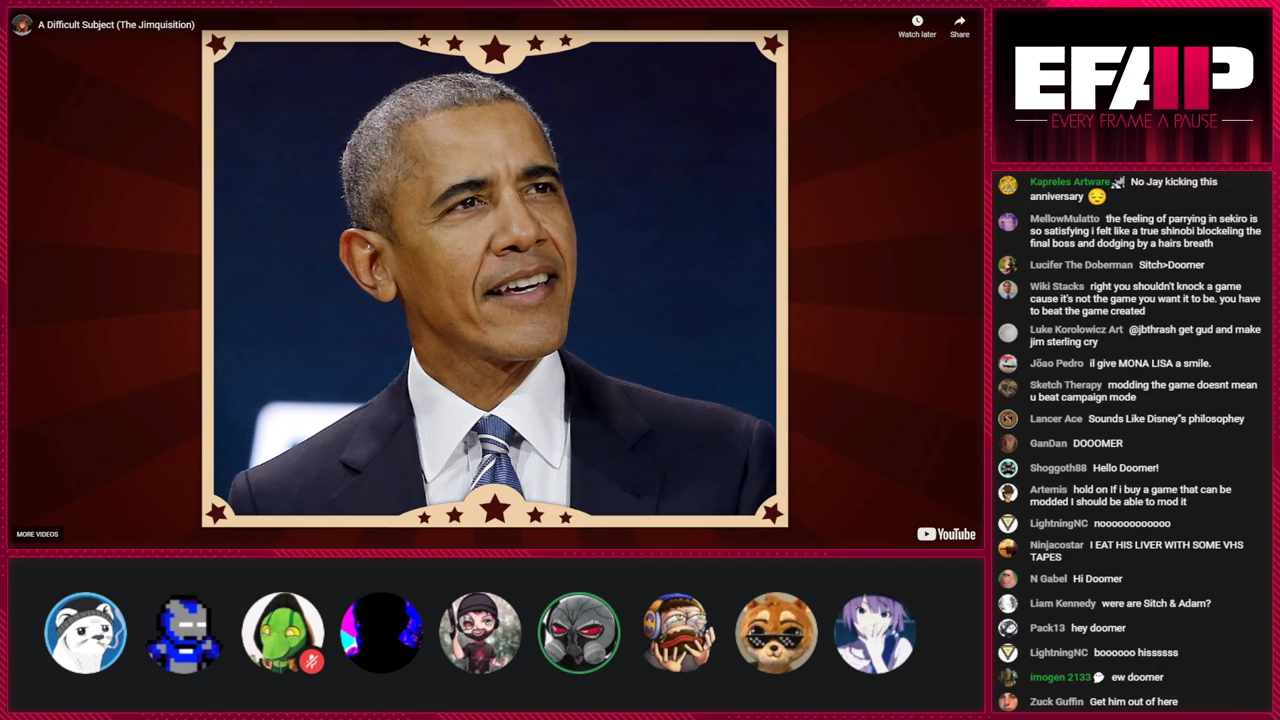 A Difficult Subject (The Jimquisition)
Watch later
Share
MORE VIDEOS
YouTube
EFAP
EVERY FRAME A PAUSE
Kapreles Artware No Jay kicking this
anniversary 😔
MellowMulatto the feeling of parrying in sekiro is
so satisfying i felt like a true shinobi blockeling the
final boss and dodging by a hairs breath
Lucifer The Doberman Sitch>Doomer
Wiki Stacks right you shouldn't knock a game
cause it's not the game you want it to be. you have
to beat the game created
Luke Korolowicz Art @jbthrash get gud and make
jim sterling cry
Jöao Pedro il give MONA LISA a smile.
Sketch Therapy modding the game doesnt mean
u beat campaign mode
Lancer Ace Sounds Like Disney"s philosophey
GanDan DOOOMER
Shoggoth88 Hello Doomer!
Artemis hold on If i buy a game that can be
modded I should be able to mod it
LightningNC noooooooooooo
Ninjacostar I EAT HIS LIVER WITH SOME VHS
TAPES
N Gabel Hi Doomer
Liam Kennedy were are Sitch & Adam?
Pack13 hey doomer
LightningNC boooooo hissssss
imogen 2133 ew doomer
Zuck Guffin Get him out of here